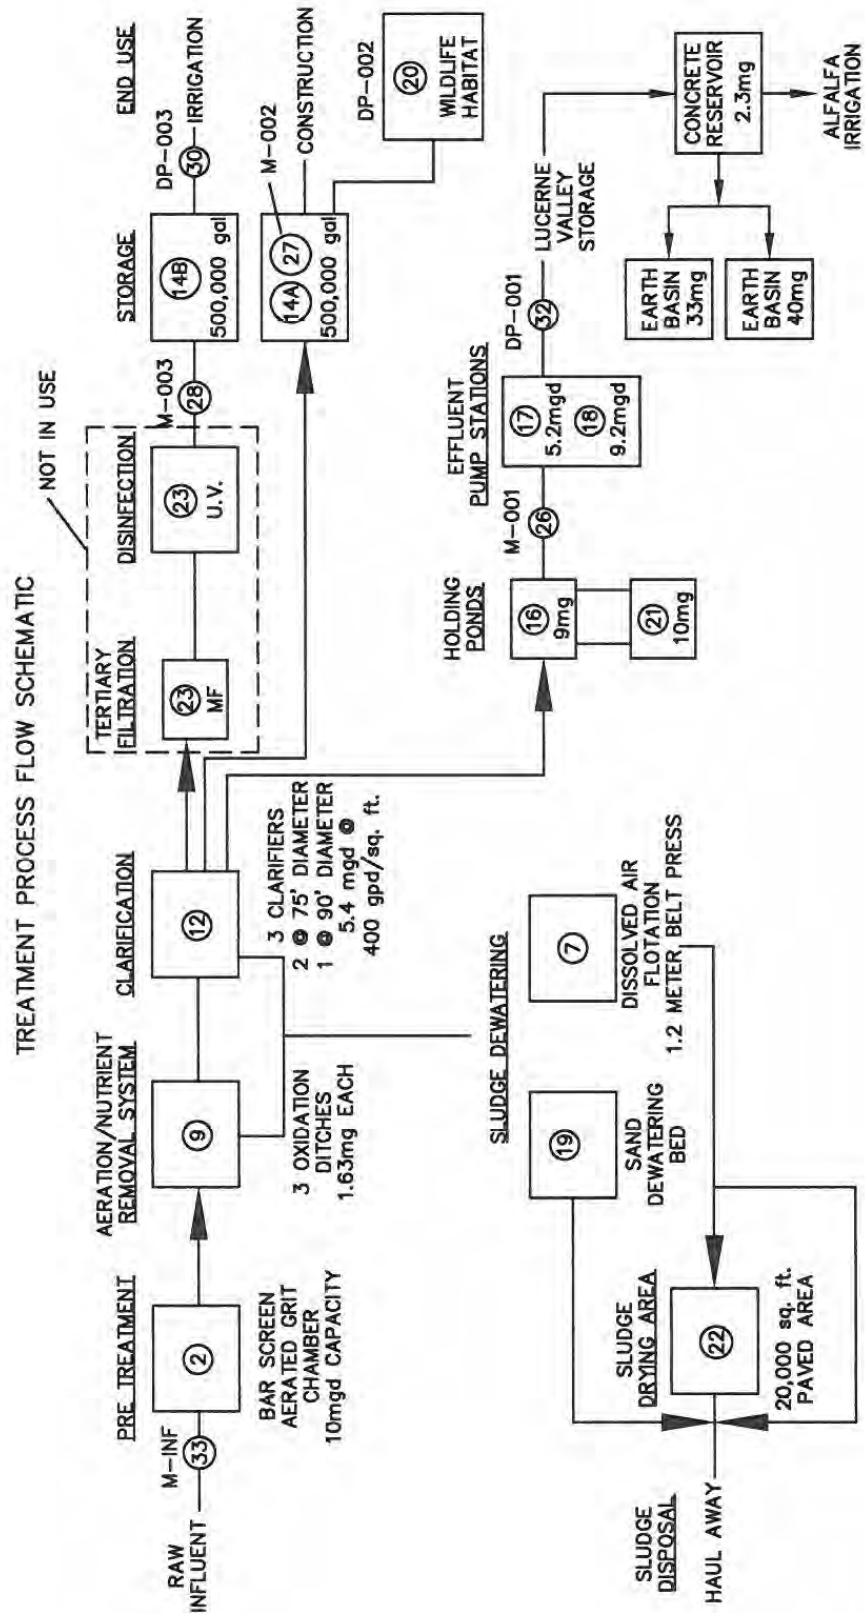 TREATMENT PROCESS FLOW SCHEMATIC
NOT IN USE
PRE TREATMENT
AERATION/NUTRIENT
REMOVAL SYSTEM
CLARIFICATION
TERTIARY
FILTRATION
DISINFECTION
STORAGE
END USE
RAW
INFLUENT
M-INF
33
2
BAR SCREEN
AERATED GRIT
CHAMBER
10mgd CAPACITY
9
3 OXIDATION
DITCHES
1.63mg EACH
12
3 CLARIFIERS
2 @ 75' DIAMETER
1 @ 90' DIAMETER
5.4 mgd @
400 gpd/sq. ft.
23
MF
23
U.V.
M-003
28
14B
500,000 gal
DP-003
30
IRRIGATION
14A
27
500,000 gal
M-002
CONSTRUCTION
DP-002
20
WILDLIFE
HABITAT
HOLDING
PONDS
16
9mg
21
10mg
M-001
26
EFFLUENT
PUMP STATIONS
17
5.2mgd
18
9.2mgd
DP-001
32
LUCERNE
VALLEY
STORAGE
CONCRETE
RESERVOIR
2.3mg
EARTH
BASIN
33mg
EARTH
BASIN
40mg
ALFALFA
IRRIGATION
SLUDGE DEWATERING
19
SAND
DEWATERING
BED
7
DISSOLVED AIR
FLOTATION
1.2 METER BELT PRESS
SLUDGE
DRYING AREA
22
20,000 sq. ft.
PAVED AREA
SLUDGE
DISPOSAL
HAUL AWAY